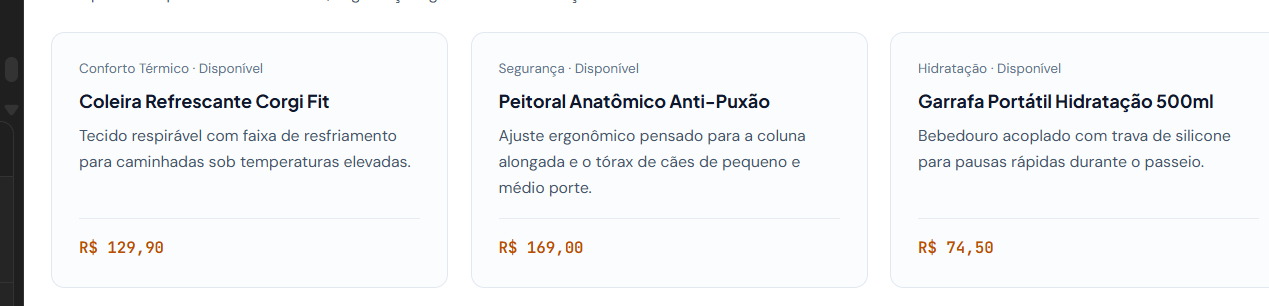 Conforto Térmico · Disponível
Coleira Refrescante Corgi Fit
Tecido respirável com faixa de resfriamento
para caminhadas sob temperaturas elevadas.
R$ 129,90
Segurança · Disponível
Peitoral Anatômico Anti-Puxão
Ajuste ergonômico pensado para a coluna
alongada e o tórax de cães de pequeno e
médio porte.
R$ 169,00
Hidratação · Disponível
Garrafa Portátil Hidratação 500ml
Bebedouro acoplado com trava de silicone
para pausas rápidas durante o passeio.
R$ 74,50